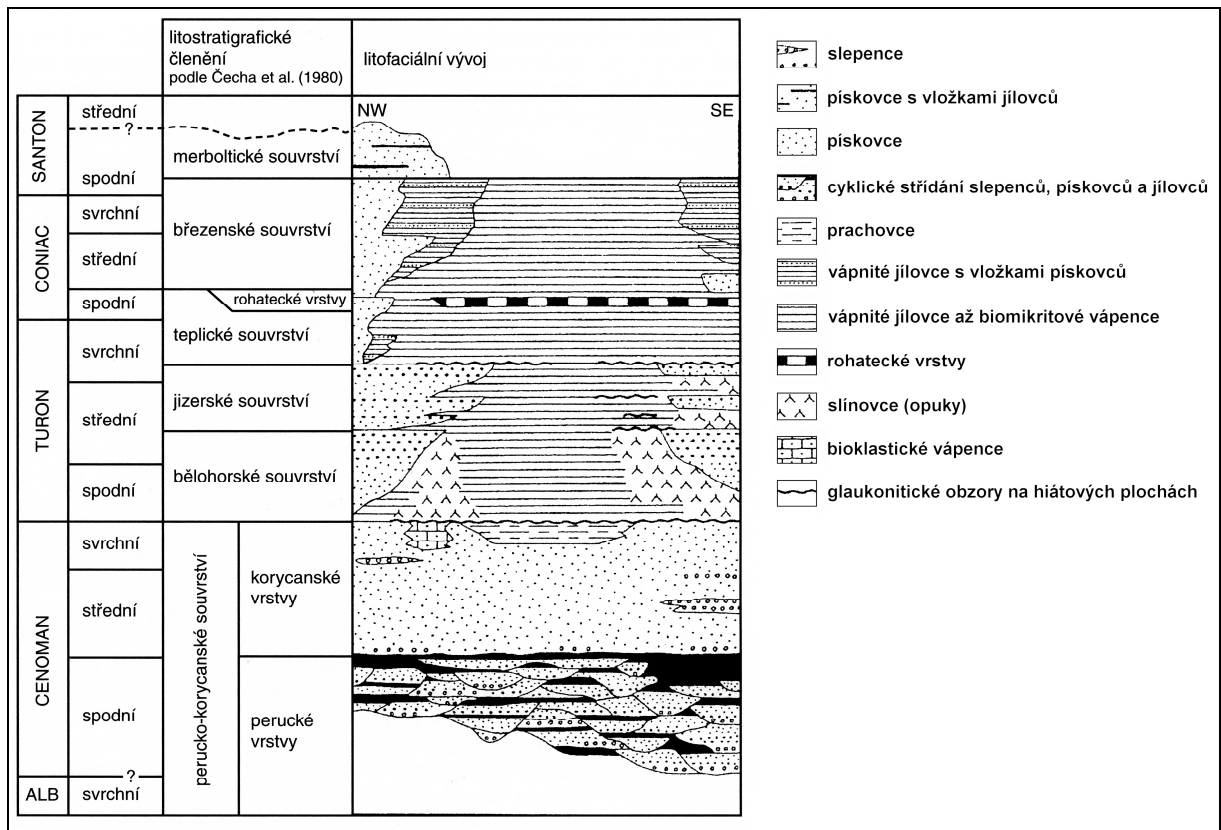 litostratigrafické
členění
podle Čecha et al. (1980)
litofaciální vývoj
NW
SE
SANTON
střední
?
merboltické souvrství
spodní
CONIAC
svrchní
březenské souvrství
střední
spodní
rohatecké vrstvy
teplické souvrství
TURON
svrchní
jizerské souvrství
střední
bělohorské souvrství
spodní
CENOMAN
svrchní
perucko-korycanské souvrství
korycanské
vrstvy
střední
spodní
perucké
vrstvy
?
ALB
svrchní
slepence
pískovce s vložkami jílovců
pískovce
cyklické střídání slepenců, pískovců a jílovců
prachovce
vápnité jílovce s vložkami pískovců
vápnité jílovce až biomikritové vápence
rohatecké vrstvy
slínovce (opuky)
bioklastické vápence
glaukonitické obzory na hiátových plochách